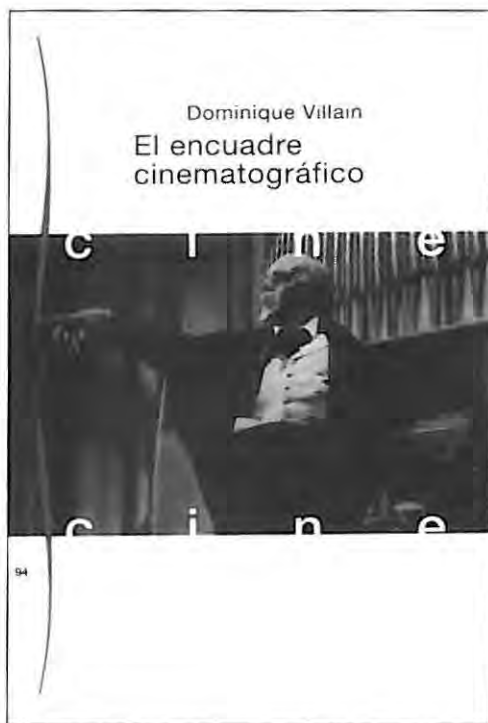 Dominique Villain
El encuadre
cinematográfico
c i n e
c i n e
94